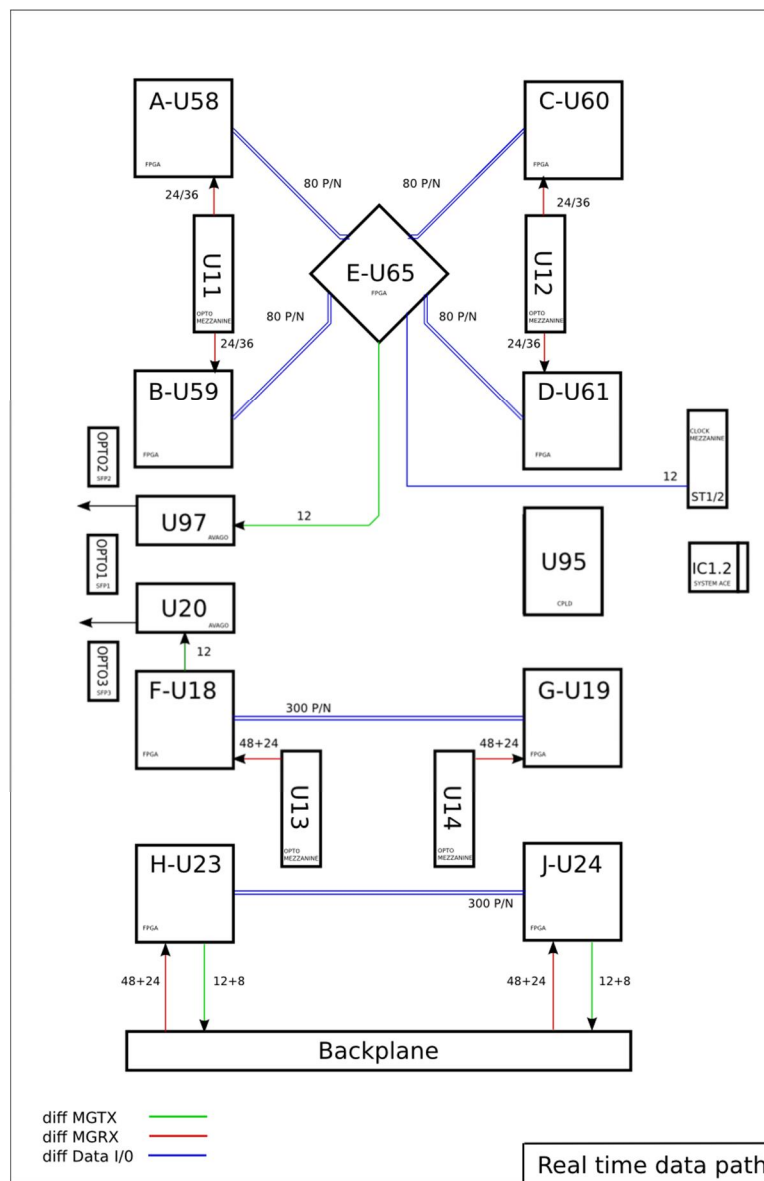 A-U58
FPGA
C-U60
FPGA
80 P/N
80 P/N
24/36
24/36
U11
OPTO
MEZZANINE
E-U65
FPGA
U12
OPTO
MEZZANINE
80 P/N
80 P/N
24/36
24/36
B-U59
FPGA
D-U61
FPGA
OPTO2
SFP2
CLOCK
MEZZANINE
ST1/2
12
U97
AVAGO
12
OPTO1
SFP1
U95
CPLD
IC1.2
SYSTEM ACE
U20
AVAGO
OPTO3
SFP3
12
F-U18
FPGA
300 P/N
G-U19
FPGA
48+24
48+24
U13
OPTO
MEZZANINE
U14
OPTO
MEZZANINE
H-U23
FPGA
J-U24
FPGA
300 P/N
48+24
12+8
48+24
12+8
Backplane
diff MGTX
diff MGRX
diff Data I/0
Real time data path